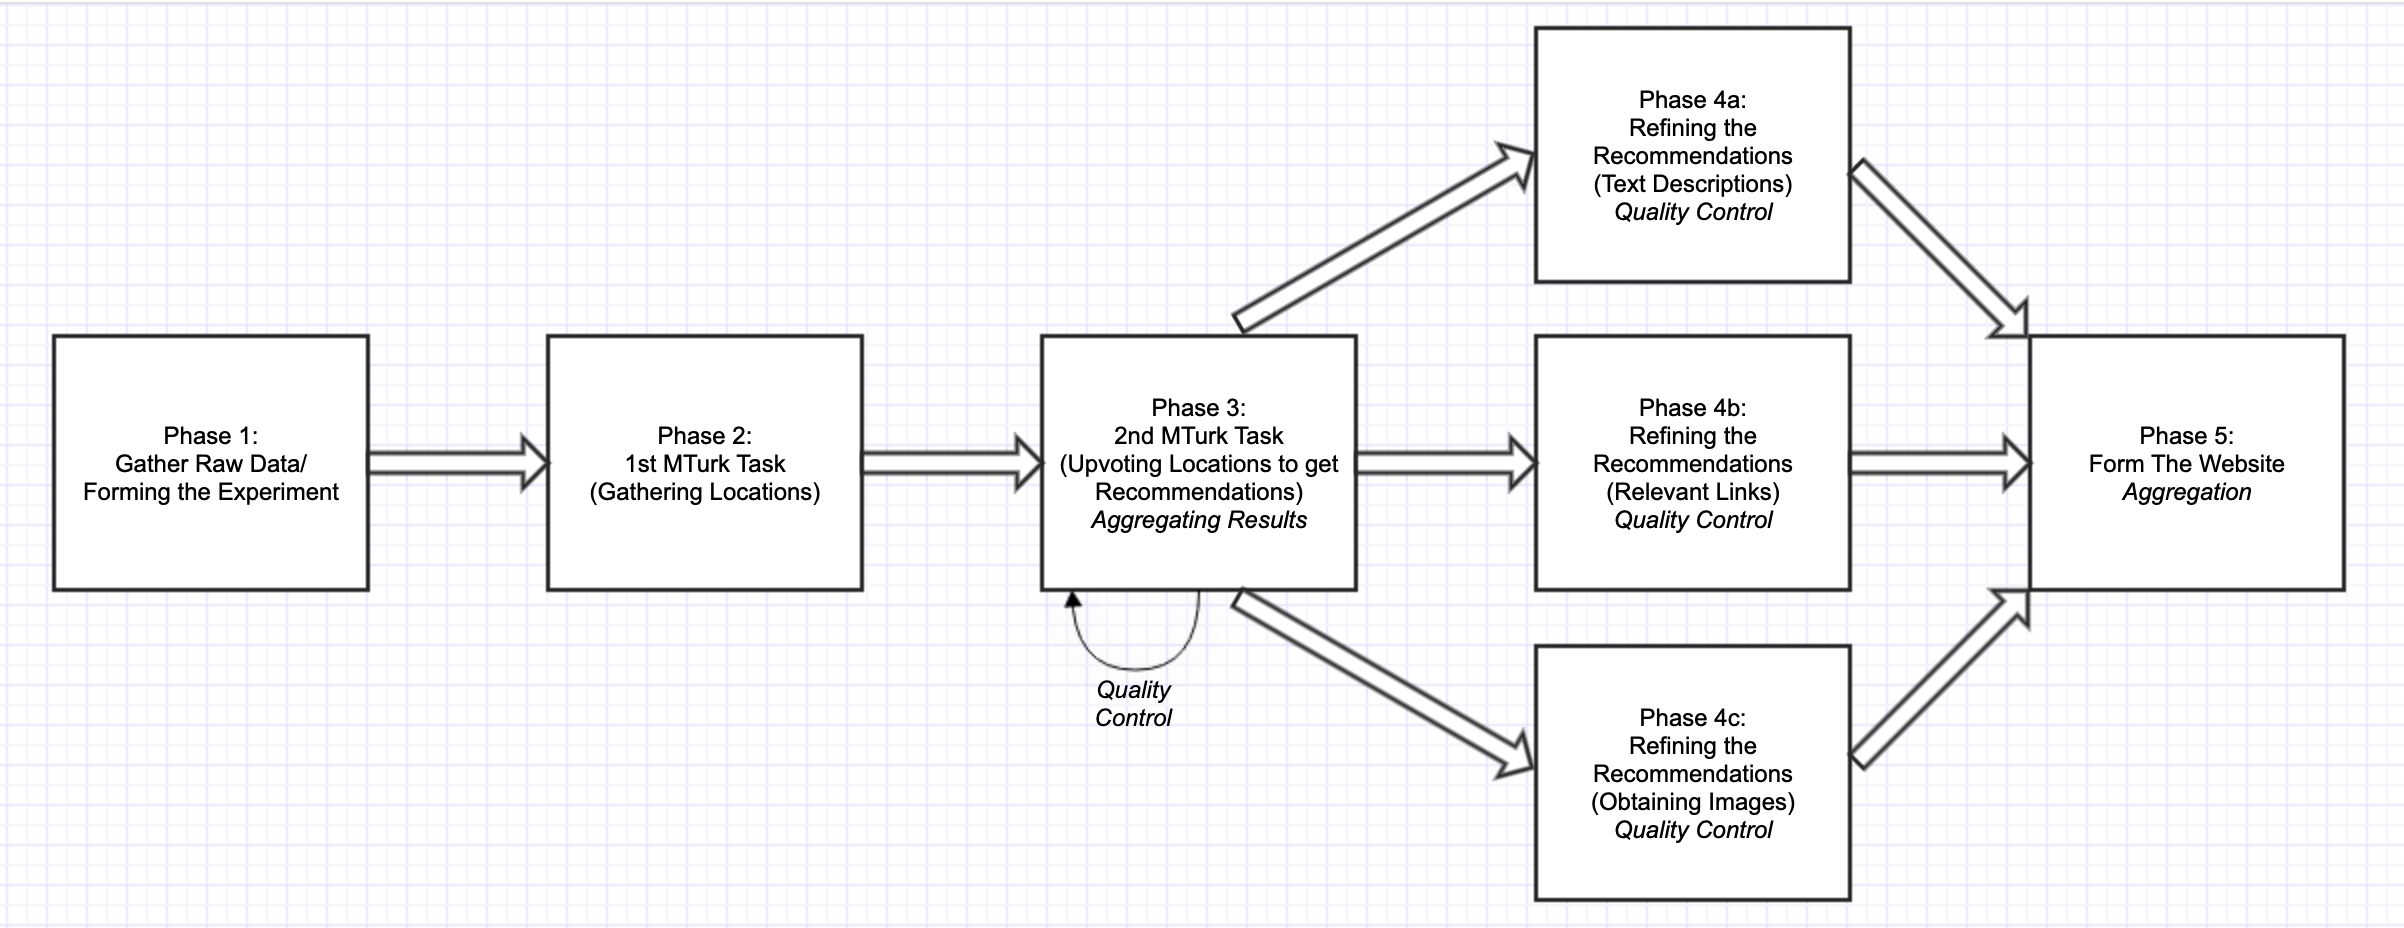 Phase 1:
Gather Raw Data/
Forming the Experiment
Phase 2:
1st MTurk Task
(Gathering Locations)
Phase 3:
2nd MTurk Task
(Upvoting Locations to get
Recommendations)
Aggregating Results
Quality
Control
Phase 4a:
Refining the
Recommendations
(Text Descriptions)
Quality Control
Phase 4b:
Refining the
Recommendations
(Relevant Links)
Quality Control
Phase 4c:
Refining the
Recommendations
(Obtaining Images)
Quality Control
Phase 5:
Form The Website
Aggregation